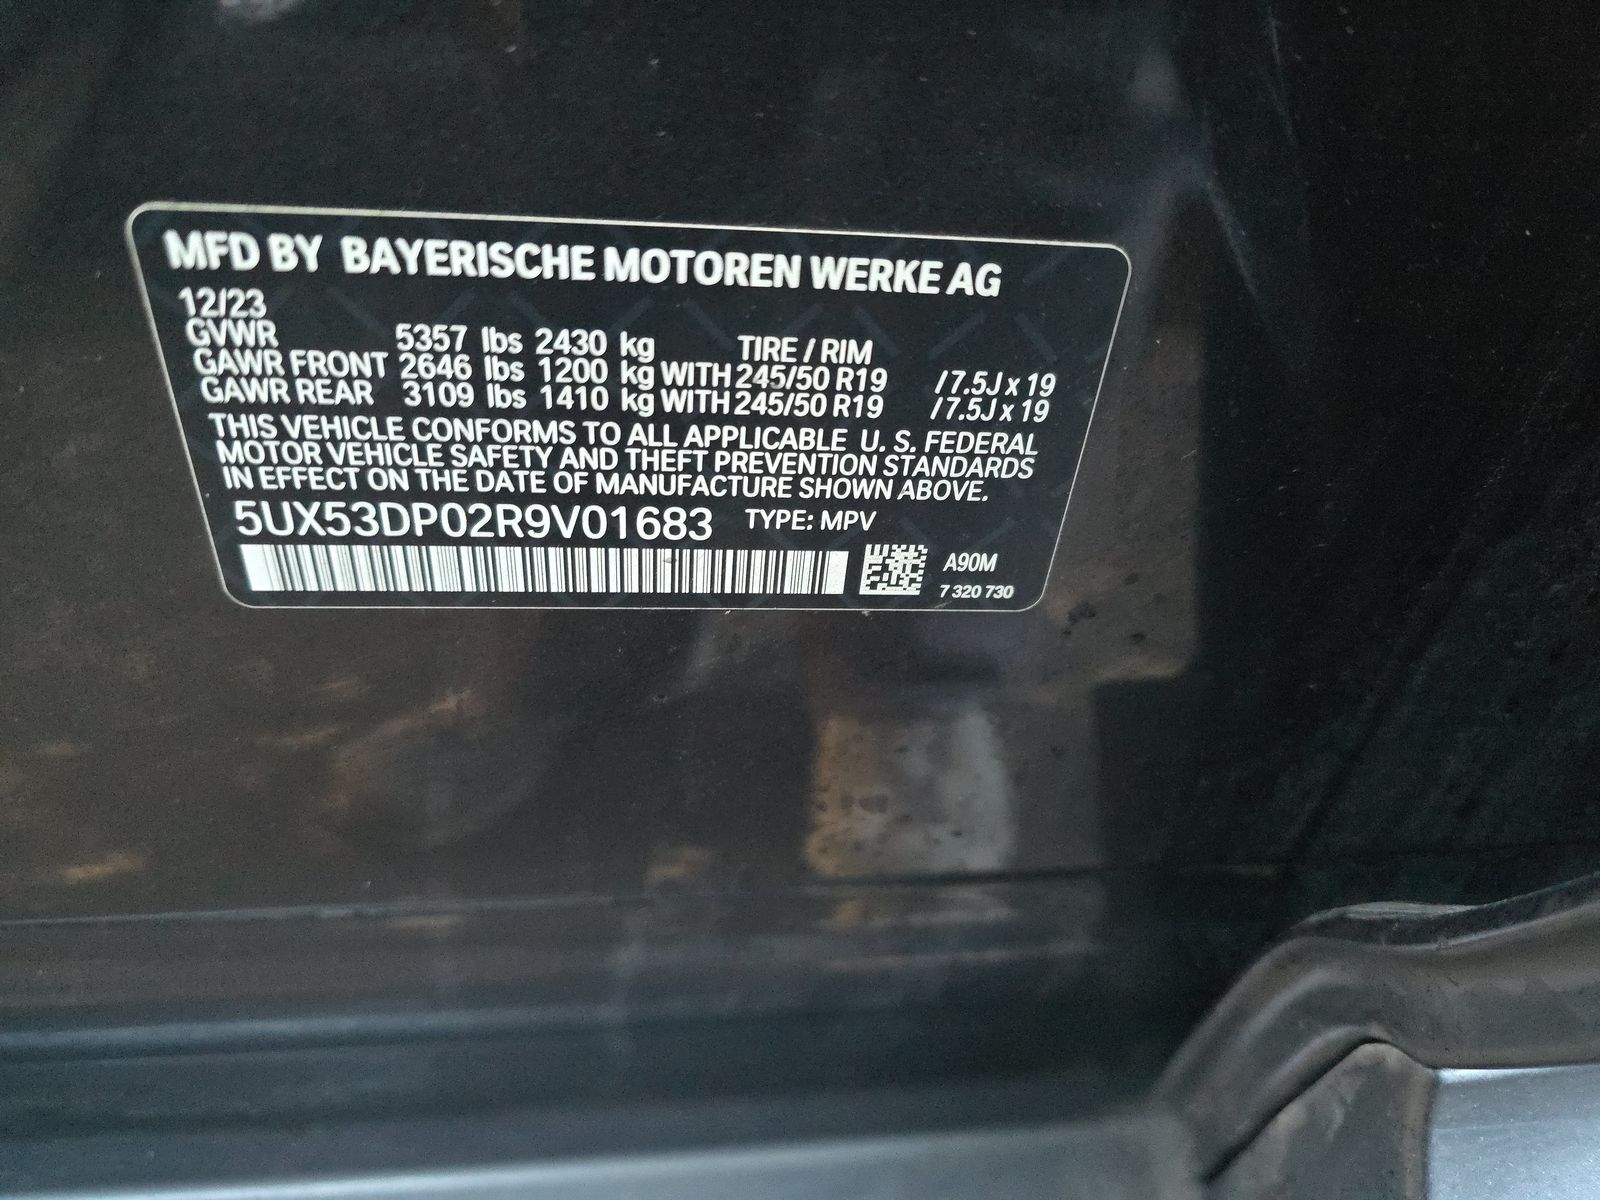 MFD BY BAYERISCHE MOTOREN WERKE AG
12/23
GVWR 5357 lbs 2430 kg TIRE / RIM
GAWR FRONT 2646 lbs 1200 kg WITH 245/50 R19 / 7.5J x 19
GAWR REAR 3109 lbs 1410 kg WITH 245/50 R19 / 7.5J x 19
THIS VEHICLE CONFORMS TO ALL APPLICABLE U. S. FEDERAL
MOTOR VEHICLE SAFETY AND THEFT PREVENTION STANDARDS
IN EFFECT ON THE DATE OF MANUFACTURE SHOWN ABOVE.
5UX53DP02R9V01683 TYPE: MPV
A90M
7 320 730